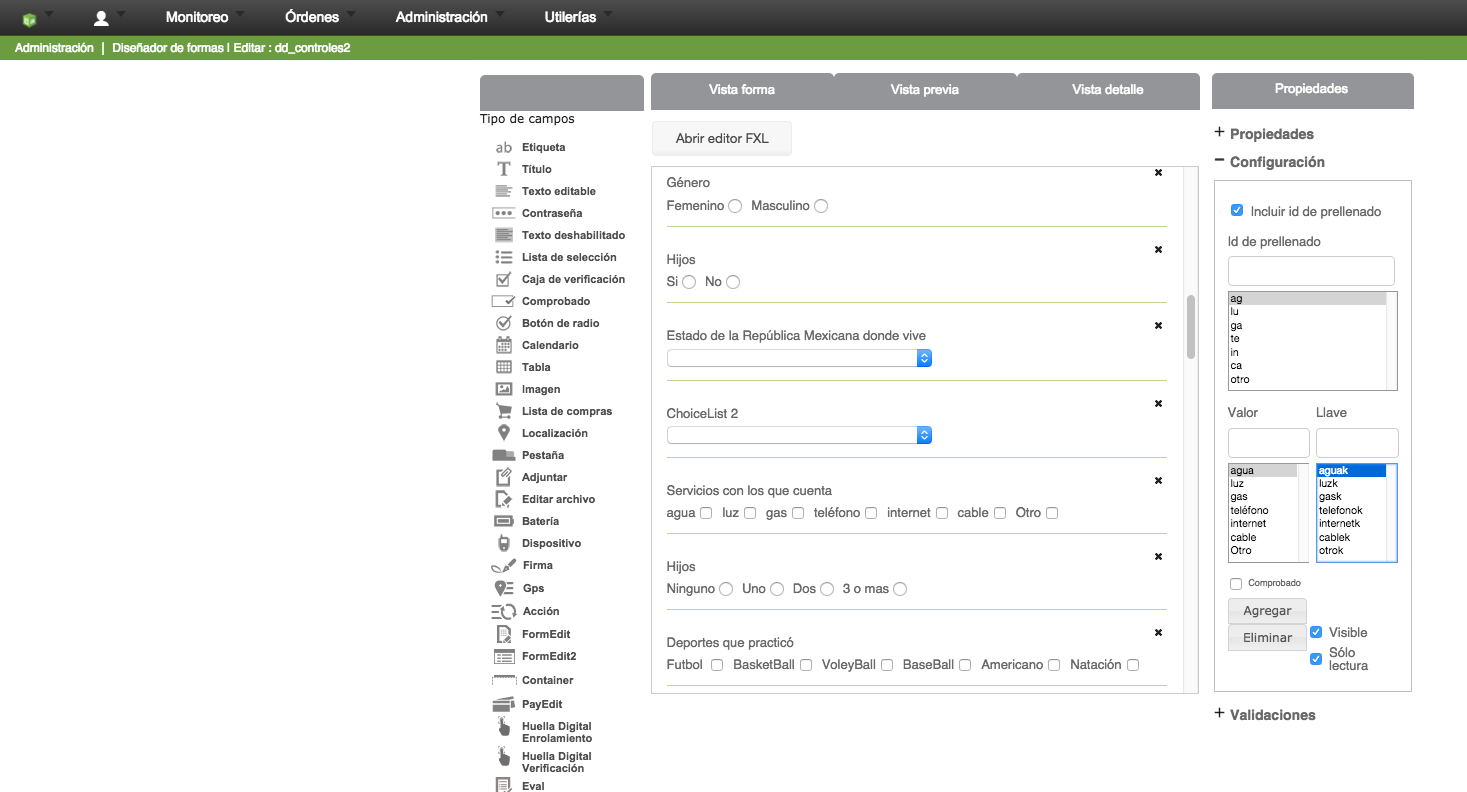 Monitoreo Órdenes Administración Utilerías
Administración | Diseñador de formas | Editar : dd_controles2
Tipo de campos
ab Etiqueta
T Título
Texto editable
Contraseña
Texto deshabilitado
Lista de selección
Caja de verificación
Comprobado
Botón de radio
Calendario
Tabla
Imagen
Lista de compras
Localización
Pestaña
Adjuntar
Editar archivo
Batería
Dispositivo
Firma
Gps
Acción
FormEdit
FormEdit2
Container
PayEdit
Huella Digital
Enrolamiento
Huella Digital
Verificación
Eval
Vista forma Vista previa Vista detalle
Abrir editor FXL
Género
Femenino Masculino
Hijos
Si No
Estado de la República Mexicana donde vive
ChoiceList 2
Servicios con los que cuenta
agua luz gas teléfono internet cable Otro
Hijos
Ninguno Uno Dos 3 o mas
Deportes que practicó
Futbol BasketBall VoleyBall BaseBall Americano Natación
Propiedades
+ Propiedades
− Configuración
Incluir id de prellenado
Id de prellenado
ag
lu
ga
te
in
ca
otro
Valor Llave
agua aguak
luz luzk
gas gask
teléfono telefonok
internet internetk
cable cablek
Otro otrok
Comprobado
Agregar
Eliminar
Visible
Sólo
lectura
+ Validaciones